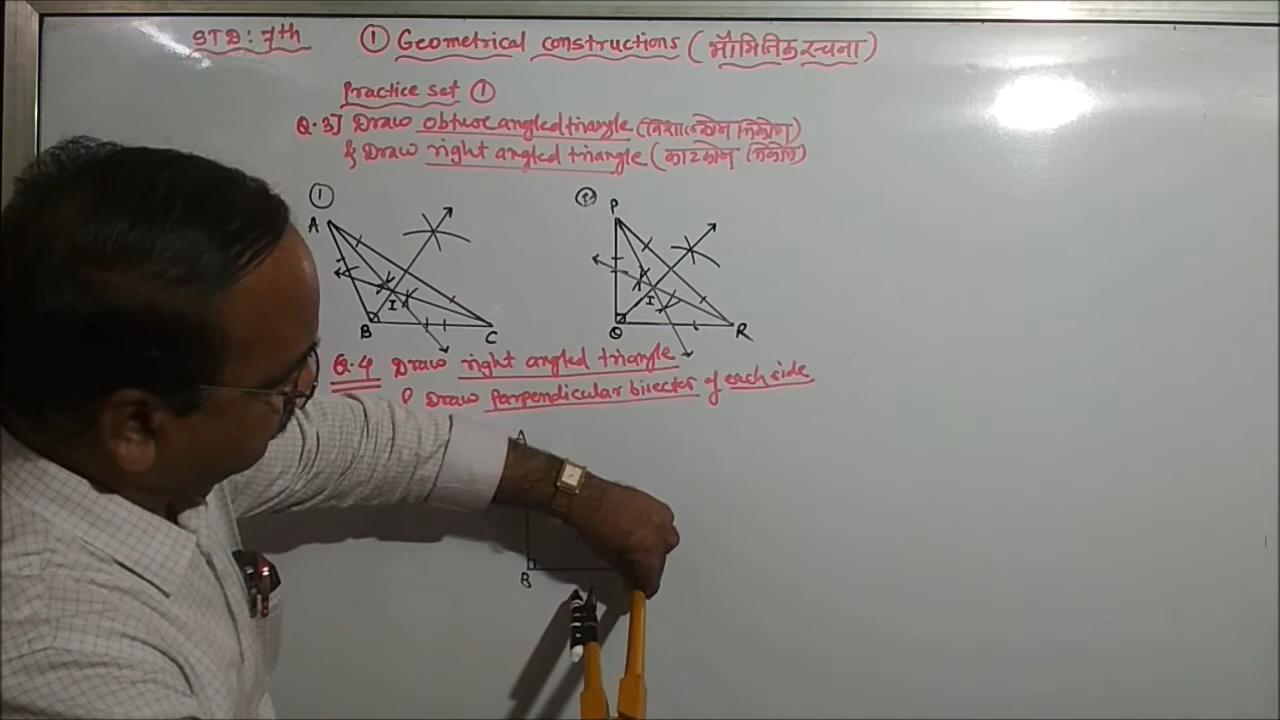 STD: 7th ① Geometrical constructions (भौमितिक रचना)
Practice set ①
Q.3] Draw obtuse angled triangle (विशालकोन त्रिकोण)
& Draw right angled triangle (काटकोन त्रिकोण)
① A B C I
P Q R I
Q.4 Draw right angled triangle
Draw perpendicular bisector of each side
A
B